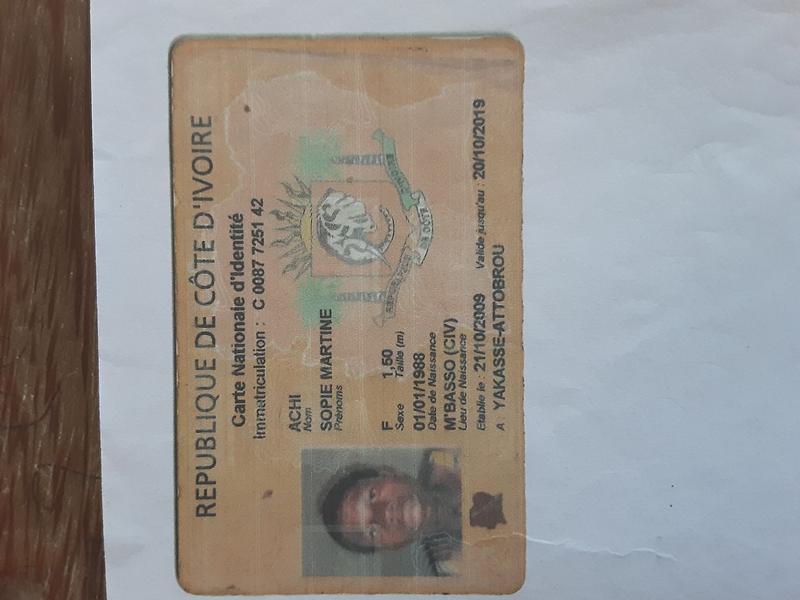 REPUBLIQUE DE CÔTE D'IVOIRE
Carte Nationale d'Identité
Immatriculation : C 0087 7251 42
ACHI
Nom
SOPIE MARTINE
Prénoms
F 1,50
Sexe Taille (m)
01/01/1988
Date de Naissance
M'BASSO (CIV)
Lieu de Naissance
Etablie le : 21/10/2009 Valide jusqu'au : 20/10/2019
A : YAKASSE-ATTOBROU